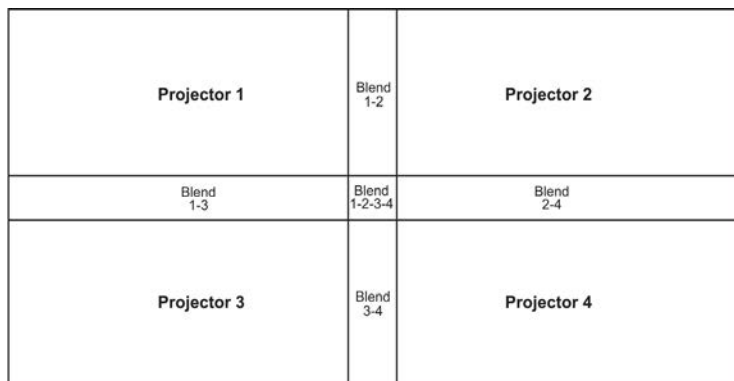 Projector 1
Blend
1-2
Projector 2
Blend
1-3
Blend
1-2-3-4
Blend
2-4
Projector 3
Blend
3-4
Projector 4